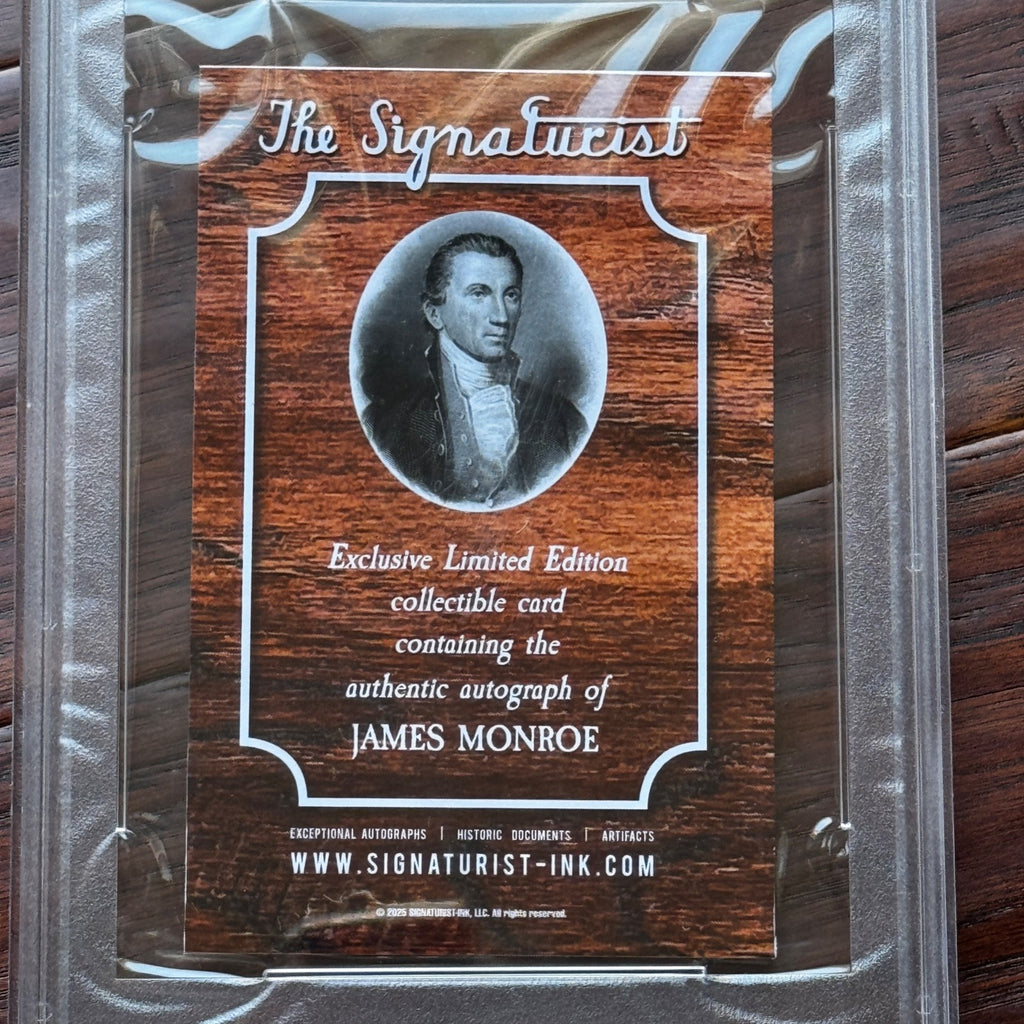 The Signaturist
Exclusive Limited Edition
collectible card
containing the
authentic autograph of
JAMES MONROE
EXCEPTIONAL AUTOGRAPHS | HISTORIC DOCUMENTS | ARTIFACTS
WWW.SIGNATURIST-INK.COM
© 2025 SIGNATURIST-INK, LLC. All rights reserved.